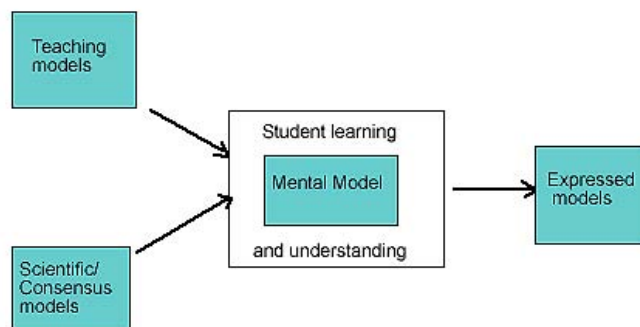 Teaching
models
Student learning
Mental Model
and understanding
Expressed
models
Scientific/
Consensus
models